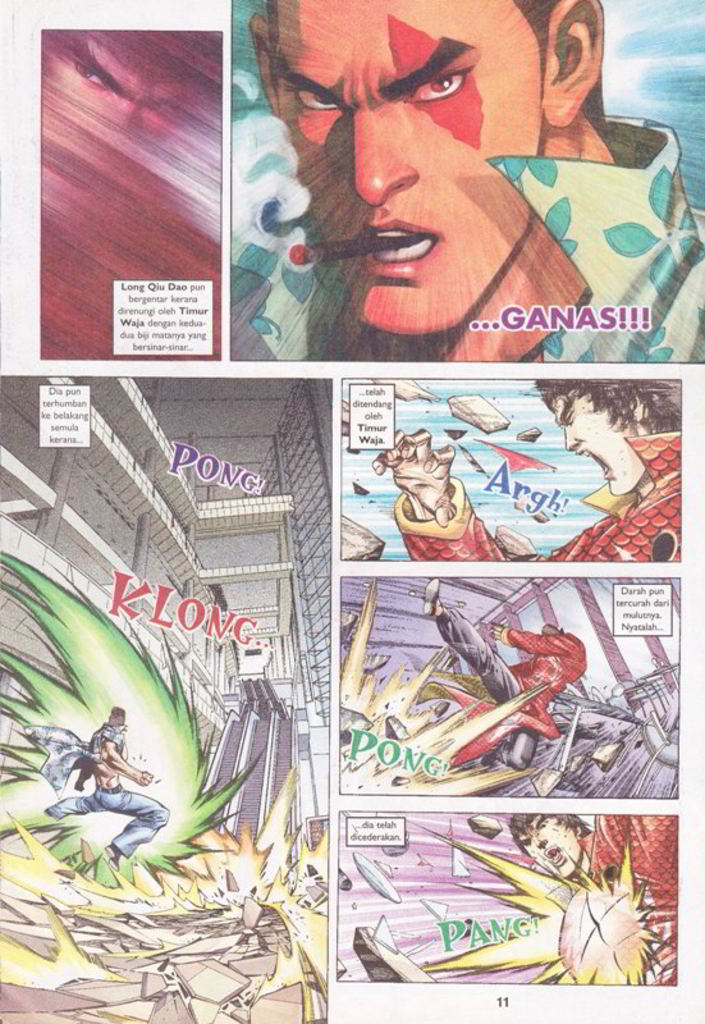 Long Qiu Dao pun
bergentar kerana
direnungi oleh Timur
Waja dengan kedua-
dua biji matanya yang
bersinar-sinar...
...GANAS!!!
Dia pun
terhumban
ke belakang
semula
kerana...
PONG!
KLONG...
...telah
ditendang
oleh
Timur
Waja.
Argh!
Darah pun
tercurah dari
mulutnya.
Nyatalah...
PONG!
...dia telah
dicederakan.
PANG!
11